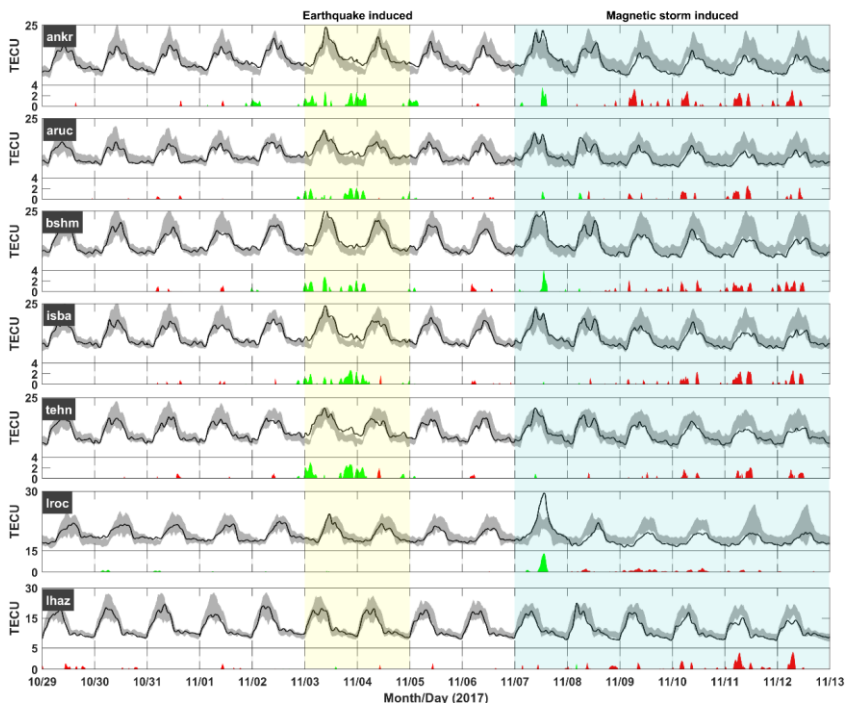 Earthquake induced Magnetic storm induced
25
ankr
TECU
4
2
0
25
aruc
TECU
4
2
0
25
bshm
TECU
4
2
0
25
isba
TECU
4
2
0
25
tehn
TECU
4
2
0
30
lroc
TECU
15
0
30
lhaz
TECU
15
5
0
10/29 10/30 10/31 11/01 11/02 11/03 11/04 11/05 11/06 11/07 11/08 11/09 11/10 11/11 11/12 11/13
Month/Day (2017)